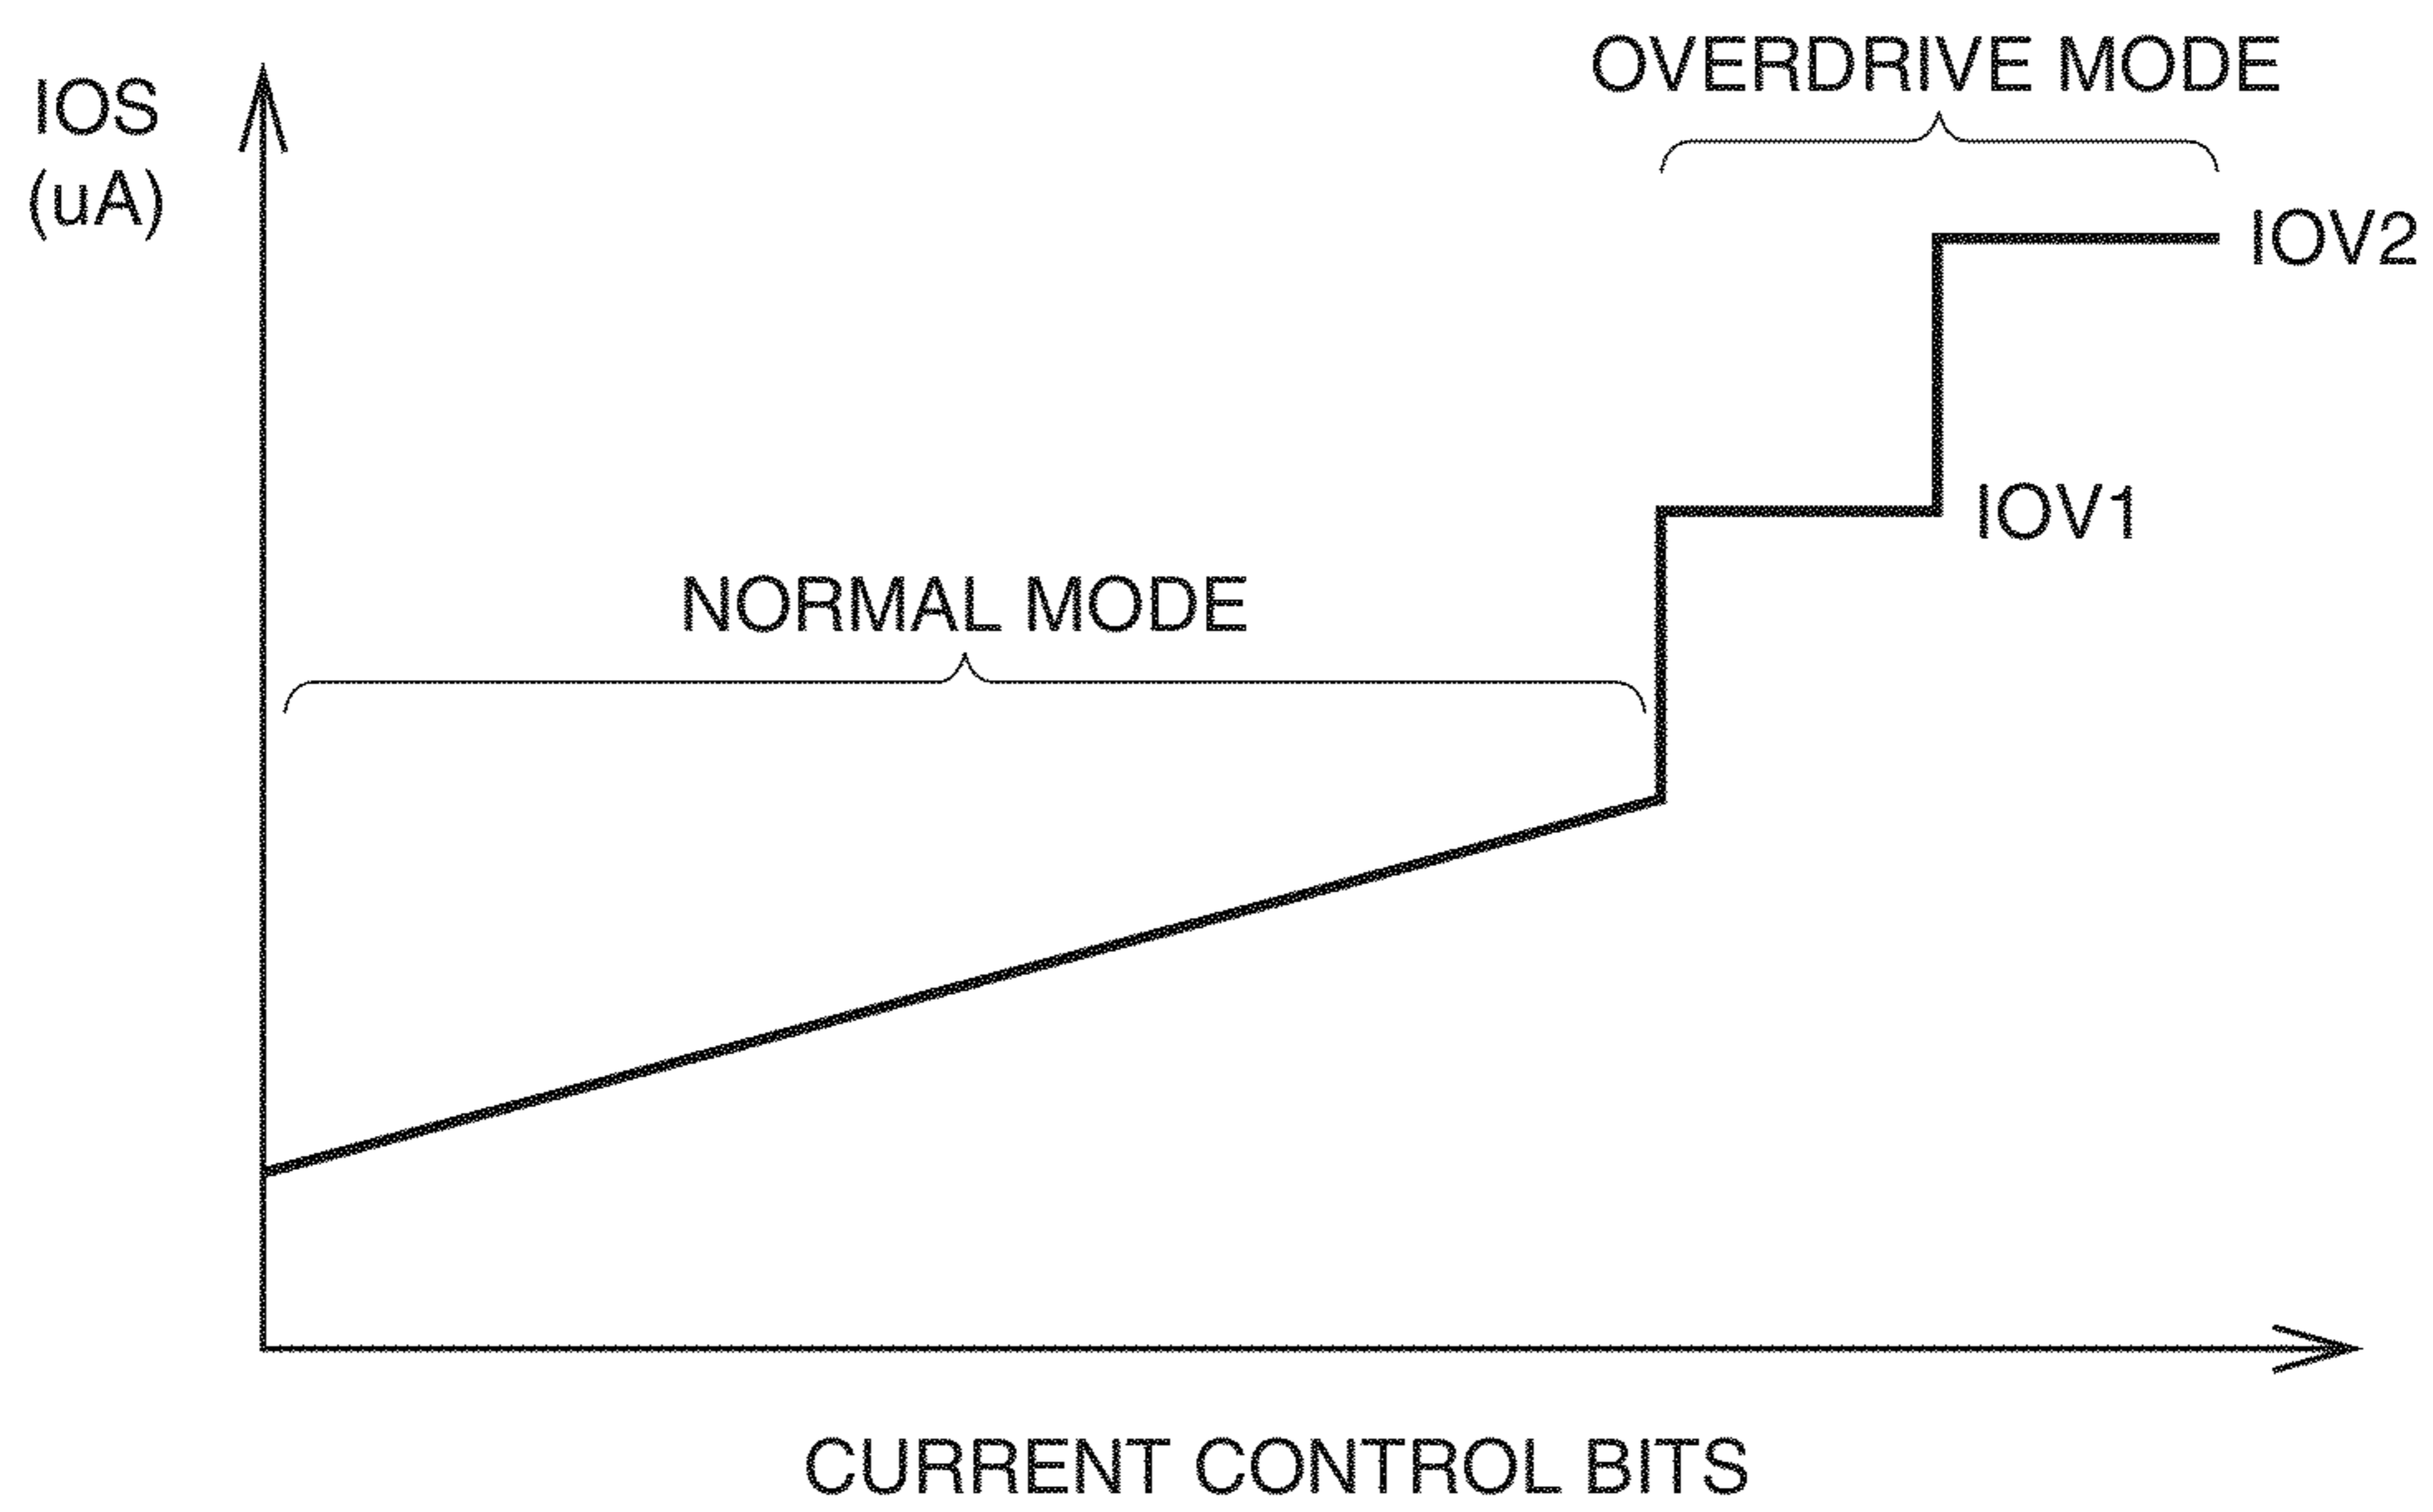 OVERDRIVE MODE
IOS
(uA)
IOV2
IOV1
NORMAL MODE
CURRENT CONTROL BITS